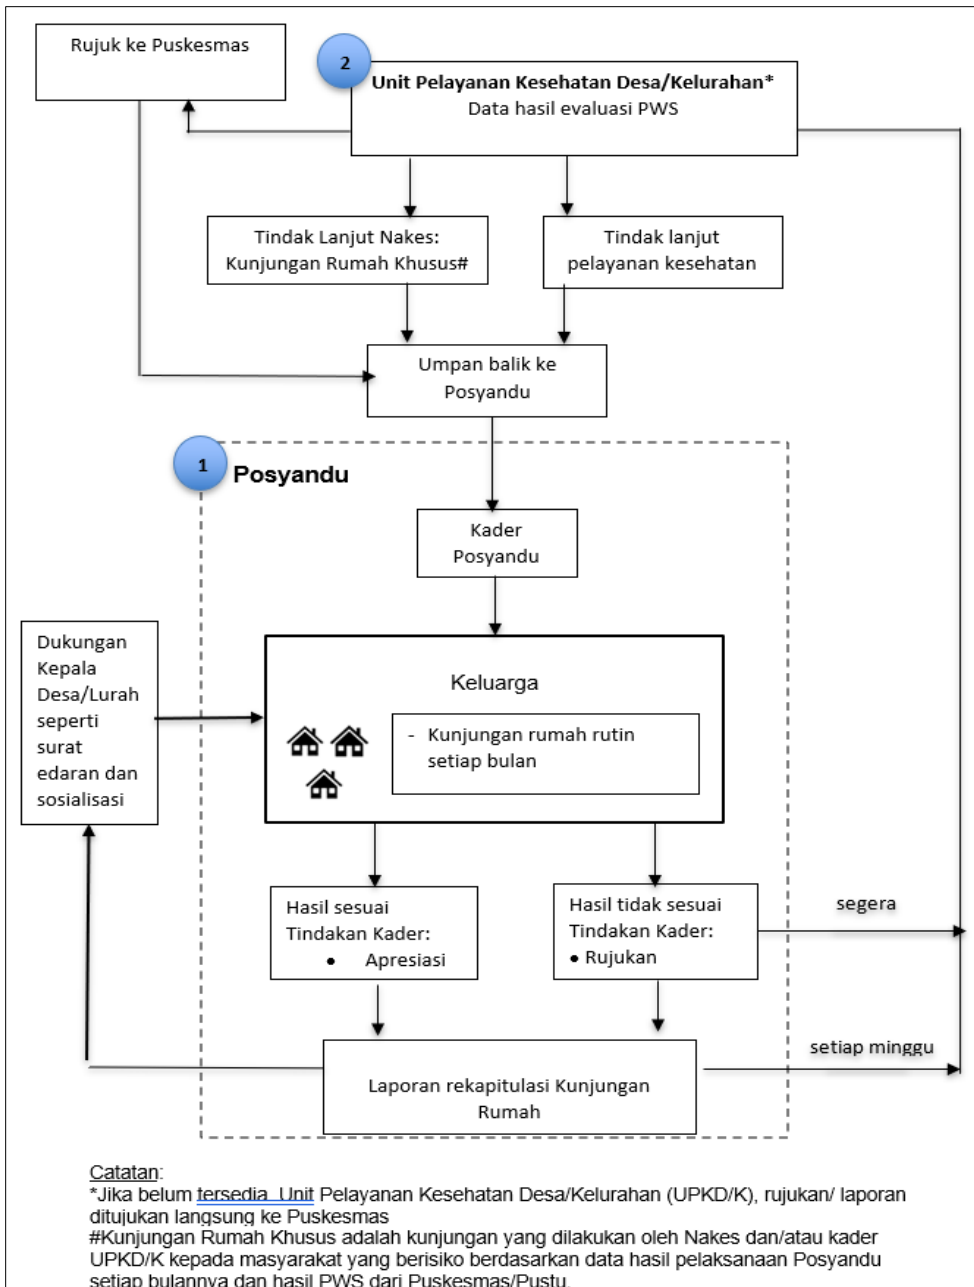 Rujuk ke Puskesmas
2
Unit Pelayanan Kesehatan Desa/Kelurahan*
Data hasil evaluasi PWS
Tindak Lanjut Nakes:
Kunjungan Rumah Khusus#
Tindak lanjut
pelayanan kesehatan
Umpan balik ke
Posyandu
1
Posyandu
Kader
Posyandu
Dukungan
Kepala
Desa/Lurah
seperti
surat
edaran dan
sosialisasi
Keluarga
- Kunjungan rumah rutin
setiap bulan
Hasil sesuai
Tindakan Kader:
• Apresiasi
Hasil tidak sesuai
Tindakan Kader:
• Rujukan
segera
setiap minggu
Laporan rekapitulasi Kunjungan
Rumah
Catatan:
*Jika belum tersedia Unit Pelayanan Kesehatan Desa/Kelurahan (UPKD/K), rujukan/ laporan
ditujukan langsung ke Puskesmas
#Kunjungan Rumah Khusus adalah kunjungan yang dilakukan oleh Nakes dan/atau kader
UPKD/K kepada masyarakat yang berisiko berdasarkan data hasil pelaksanaan Posyandu
setiap bulannya dan hasil PWS dari Puskesmas/Pustu.